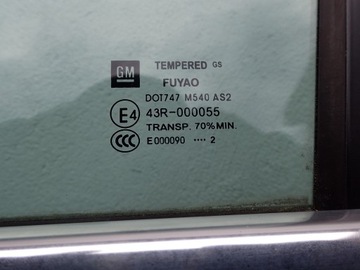 GM TEMPERED GS
FUYAO
DOT747 M540 AS2
E4 43R-000055
TRANSP. 70% MIN.
CCC E000090 •••• 2